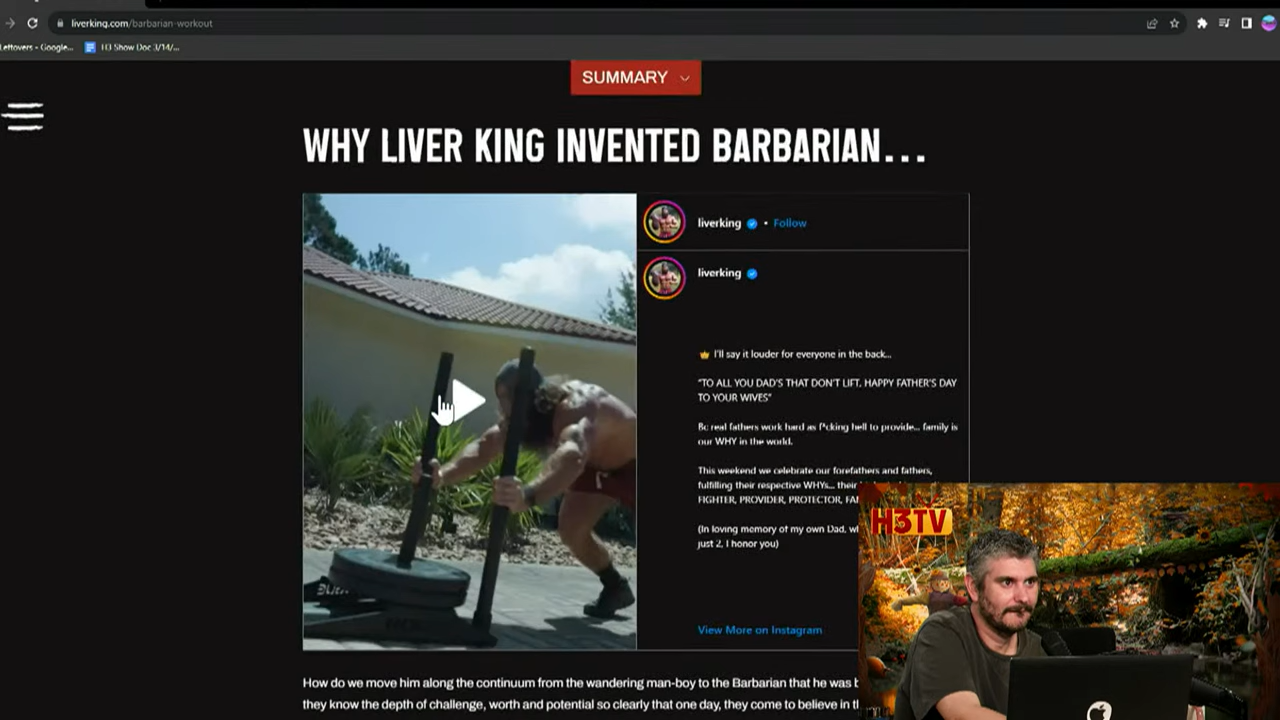 liverking.com/barbarian-workout
Leftovers - Google...
H3 Show Doc 3/14/...
SUMMARY
WHY LIVER KING INVENTED BARBARIAN...
liverking • Follow
liverking
I'll say it louder for everyone in the back...
"TO ALL YOU DAD'S THAT DON'T LIFT, HAPPY FATHER'S DAY
TO YOUR WIVES"
Bc real fathers work hard as f*cking hell to provide... family is
our WHY in the world.
This weekend we celebrate our forefathers and fathers,
fulfilling their respective WHYs... their
FIGHTER, PROVIDER, PROTECTOR,
(In loving memory of my own Dad,
just 2, I honor you)
H3TV
View More on Instagram
How do we move him along the continuum from the wandering man-boy to the Barbarian that he was
they know the depth of challenge, worth and potential so clearly that one day, they come to believe in